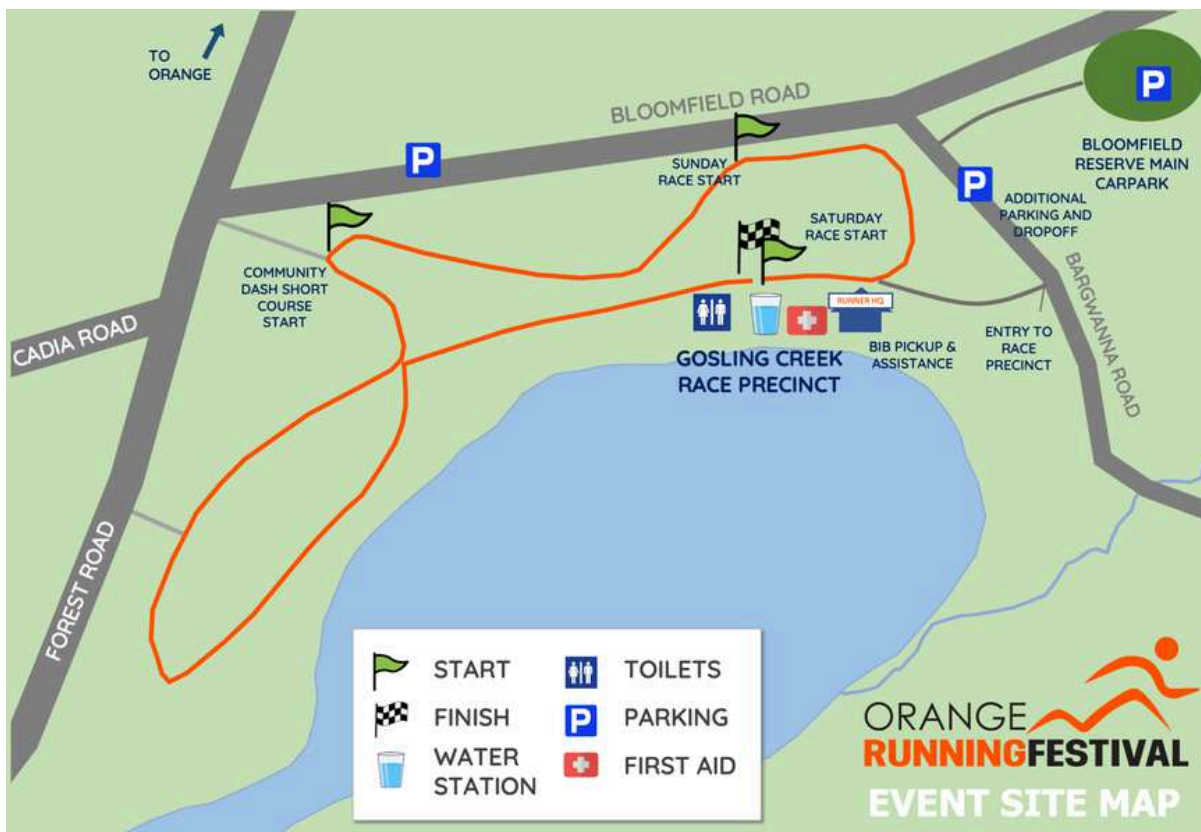 TO
ORANGE
BLOOMFIELD ROAD
P
P
BLOOMFIELD
RESERVE MAIN
CARPARK
SUNDAY
RACE START
P
ADDITIONAL
PARKING AND
DROPOFF
SATURDAY
RACE START
COMMUNITY
DASH SHORT
COURSE
START
RUNNER HQ
CADIA ROAD
GOSLING CREEK
RACE PRECINCT
BIB PICKUP &
ASSISTANCE
ENTRY TO
RACE
PRECINCT
BARGWANNA ROAD
FOREST ROAD
START
FINISH
WATER
STATION
TOILETS
P
PARKING
FIRST AID
ORANGE
RUNNINGFESTIVAL
EVENT SITE MAP